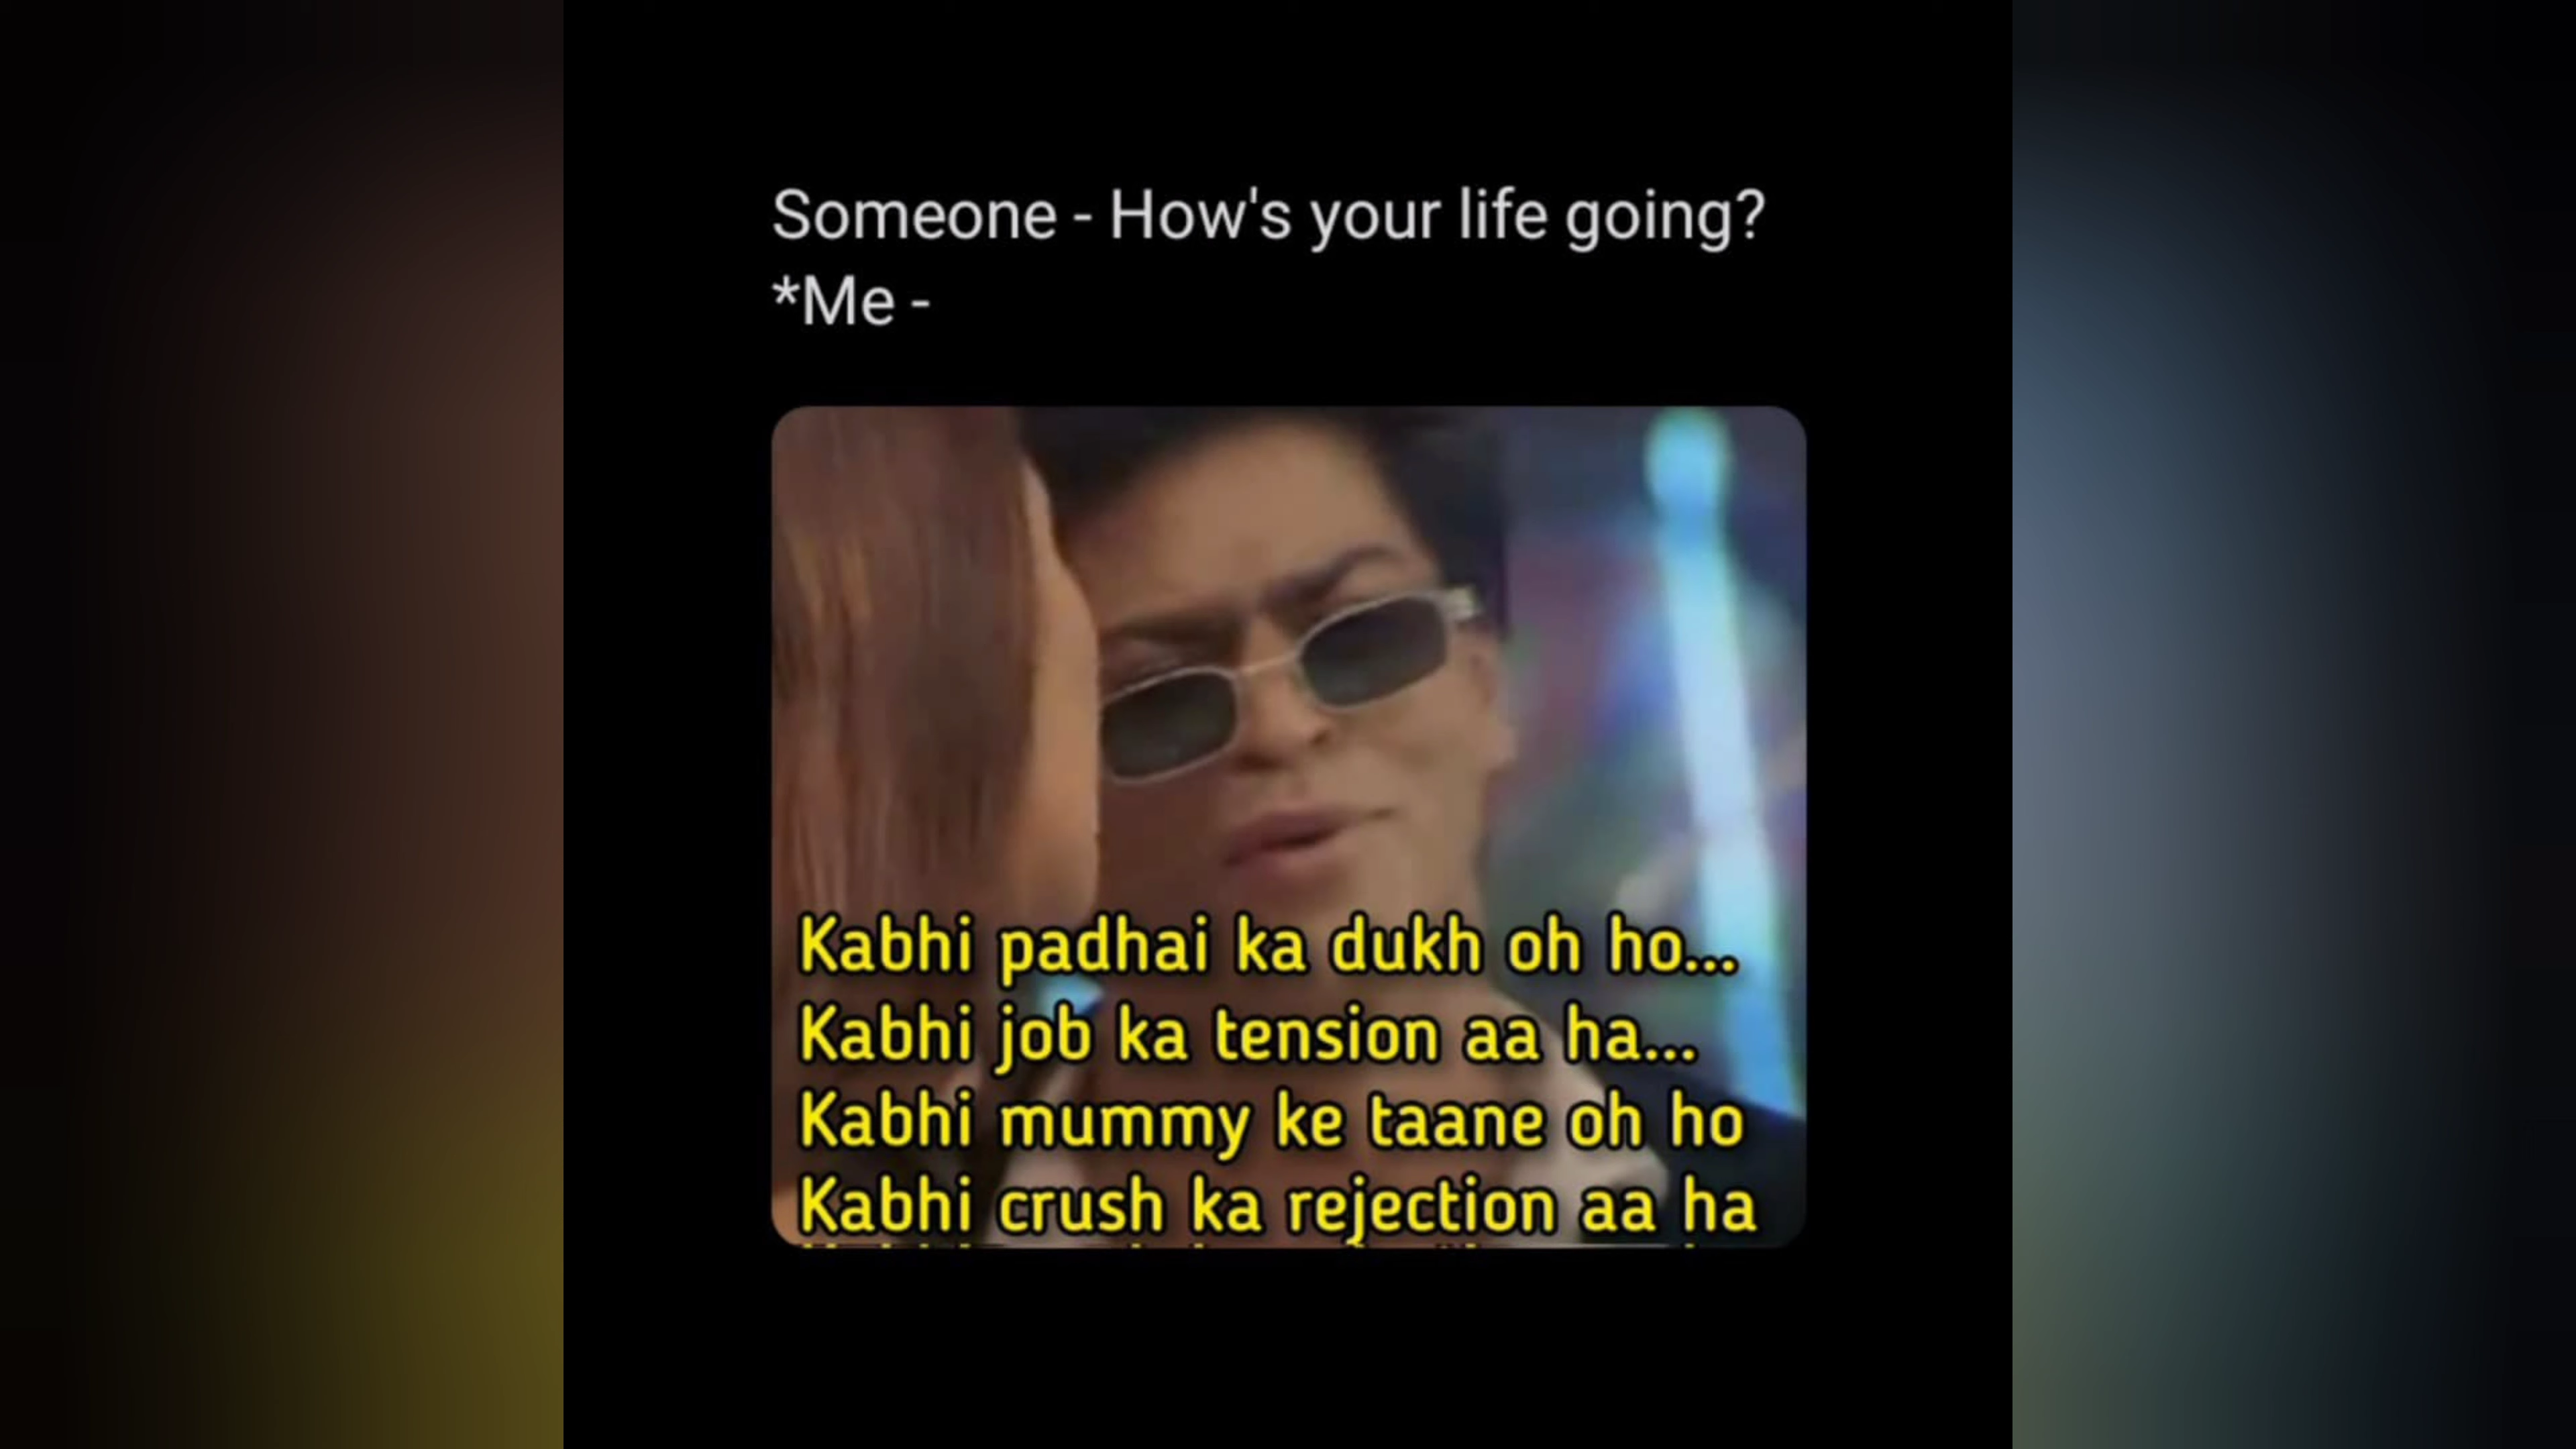 Someone - How's your life going?
*Me -
Kabhi padhai ka dukh oh ho...
Kabhi job ka tension aa ha...
Kabhi mummy ke taane oh ho
Kabhi crush ka rejection aa ha